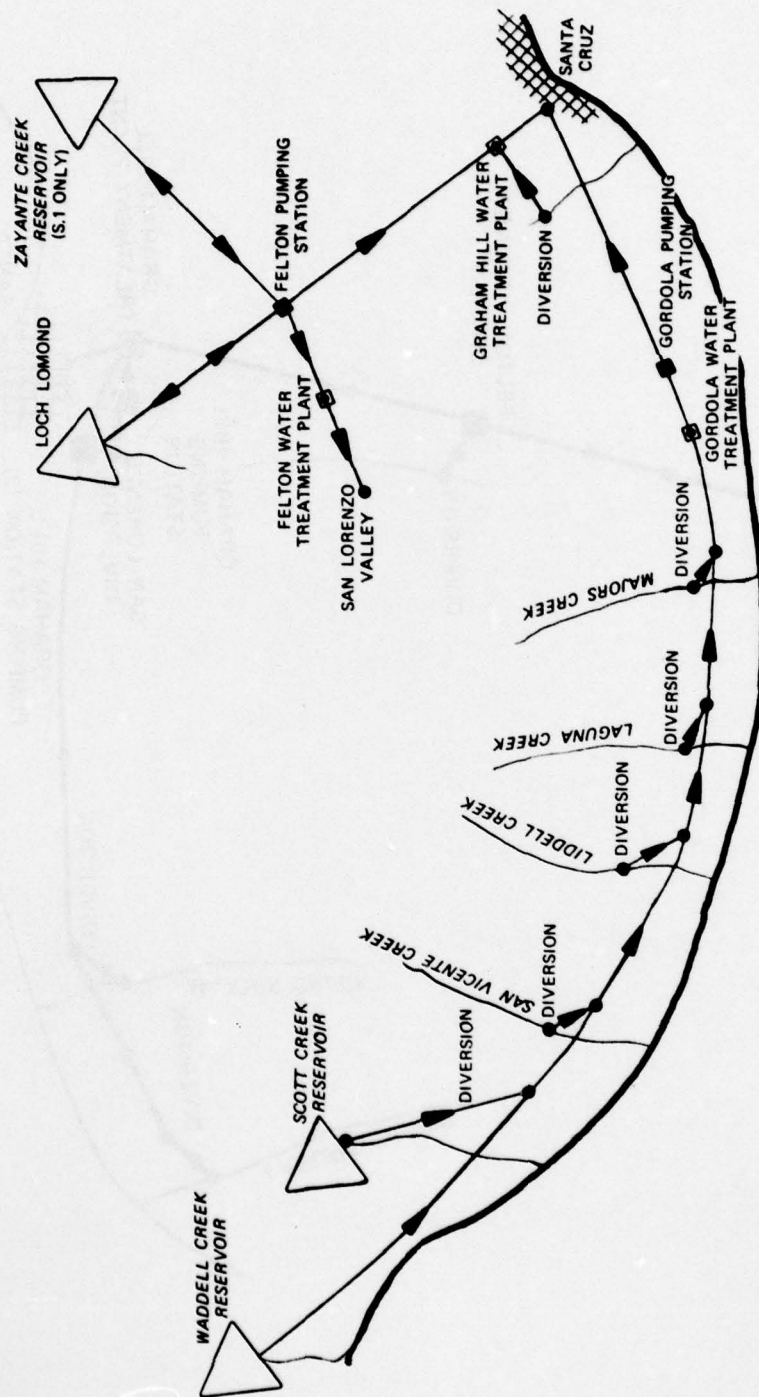 ZAYANTE CREEK
RESERVOIR
(S.1 ONLY)
LOCH LOMOND
FELTON PUMPING
STATION
FELTON WATER
TREATMENT PLANT
SAN LORENZO
VALLEY
SANTA
CRUZ
GRAHAM HILL WATER
TREATMENT PLANT
DIVERSION
GORDOLA PUMPING
STATION
GORDOLA WATER
TREATMENT PLANT
DIVERSION
MAJORS CREEK
DIVERSION
LAGUNA CREEK
DIVERSION
LIDDELL CREEK
DIVERSION
SAN VICENTE CREEK
DIVERSION
SCOTT CREEK
RESERVOIR
WADDELL CREEK
RESERVOIR